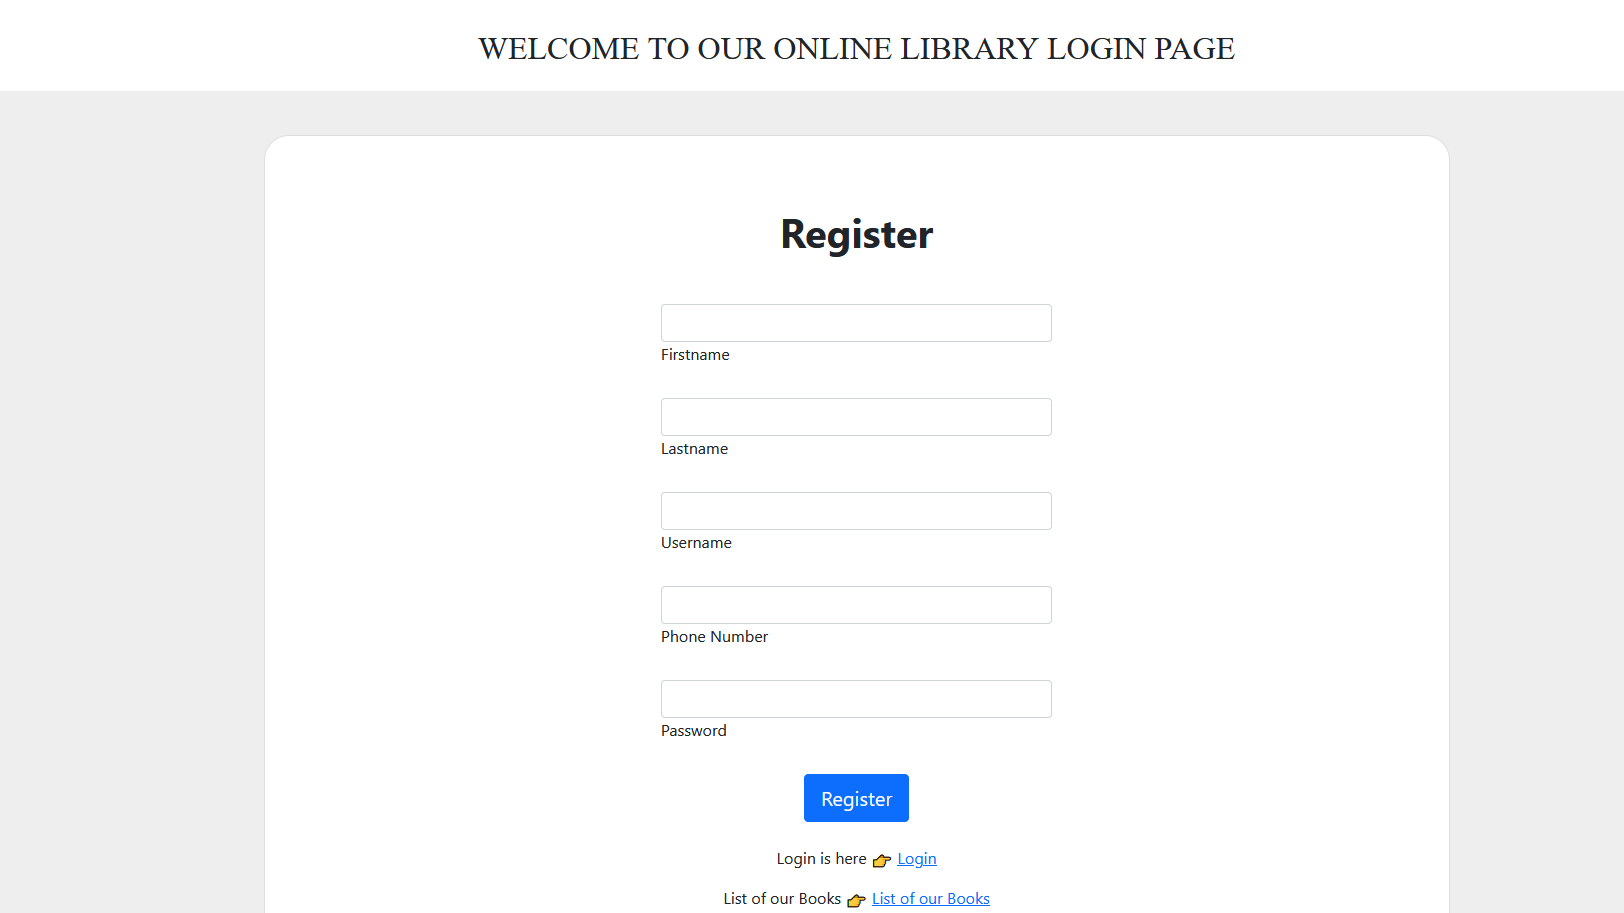 WELCOME TO OUR ONLINE LIBRARY LOGIN PAGE
Register
Firstname
Lastname
Username
Phone Number
Password
Register
Login is here 👉 Login
List of our Books 👉 List of our Books